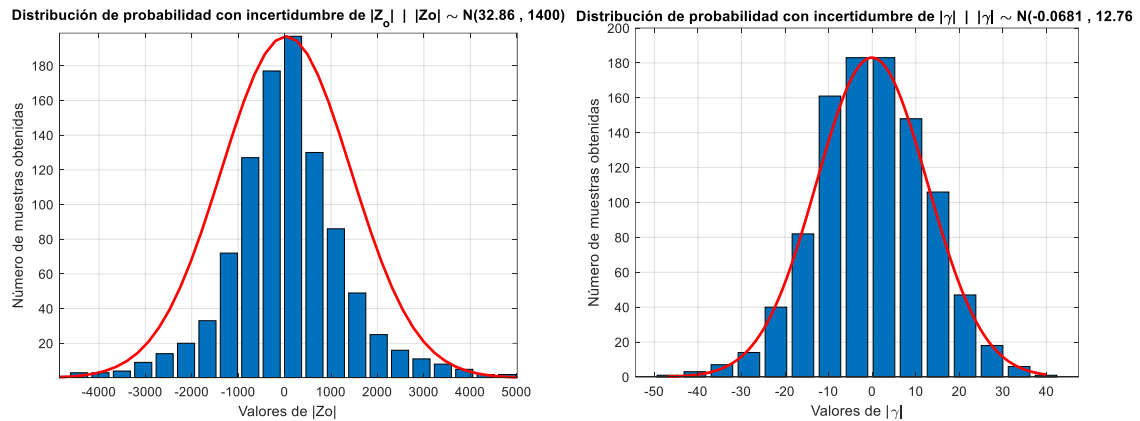 Distribución de probabilidad con incertidumbre de |Zo| | |Zo| ∼ N(32.86 , 1400)
Número de muestras obtenidas
180
160
140
120
100
80
60
40
20
-4000 -3000 -2000 -1000 0 1000 2000 3000 4000 5000
Valores de |Zo|
Distribución de probabilidad con incertidumbre de |γ| | |γ| ∼ N(-0.0681 , 12.76
Número de muestras obtenidas
200
180
160
140
120
100
80
60
40
20
0
-50 -40 -30 -20 -10 0 10 20 30 40
Valores de |γ|